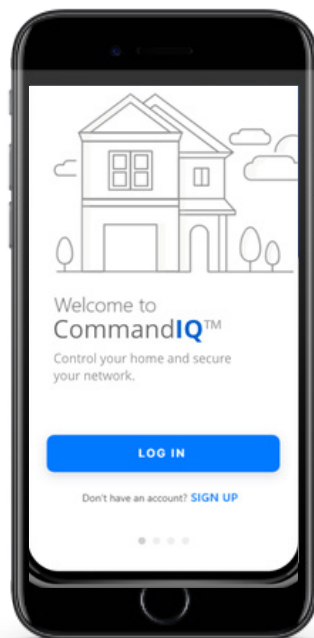 Welcome to
CommandIQ™
Control your home and secure
your network.
LOG IN
Don't have an account? SIGN UP